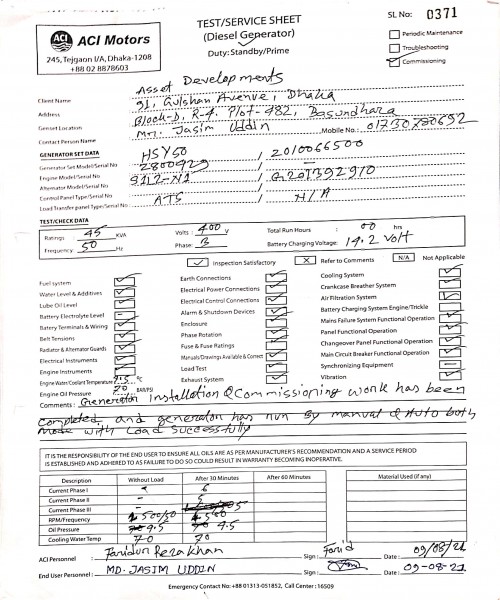 ACI Motors
245, Tejgaon I/A, Dhaka-1208
+88 02 8878603
TEST/SERVICE SHEET
(Diesel Generator)
Duty: Standby/Prime
SL No: 0371
Periodic Maintenance
Troubleshooting
Commissioning
Client Name Asset Developments
Address 91, Gulshan Avenue, Dhaka
Genset Location Block-D, R-4, Plot-482, Basundhara
Contact Person Name Mr. Jasim Uddin Mobile No: 01730780652
GENERATOR SET DATA
Generator Set Model/Serial No HSY50 / 2010066500
Engine Model/Serial No 2800929 / —
Alternator Model/Serial No 91J2-N1 / G20I392910
Control Panel Type/Serial No
Load Transfer panel Type/Serial No ATS / N/A
TEST/CHECK DATA
Ratings: 45 KVA Volts: 400 V Total Run Hours 00 hrs
Frequency: 50 Hz Phase: 3 Battery Charging Voltage: 14.2 Volt
Inspection Satisfactory X Refer to Comments N/A Not Applicable
Fuel system Earth Connections Cooling System
Water Level & Additives Electrical Power Connections Crankcase Breather System
Lube Oil Level Electrical Control Connections Air Filtration System
Battery Electrolyte Level Alarm & Shutdown Devices Battery Charging System Engine/Trickle
Battery Terminals & Wiring Enclosure Mains Failure System Functional Operation
Belt Tensions Phase Rotation Panel Functional Operation
Radiator & Alternator Guards Fuse & Fuse Ratings Changeover Panel Functional Operation
Electrical Instruments Manuals/Drawings Available & Correct Main Circuit Breaker Functional Operation
Engine Instruments Load Test Synchronizing Equipment
Engine Water/Coolant Temperature °C Exhaust System Vibration
Engine Oil Pressure 70 BAR/PSI
Comments : Generator installation & Commissioning work has been
Completed and generator has run By manual & Auto both
mode with Load Successfully
IT IS THE RESPONSIBILITY OF THE END USER TO ENSURE ALL OILS ARE AS PER MANUFACTURER'S RECOMMENDATION AND A SERVICE PERIOD
IS ESTABLISHED AND ADHERED TO AS FAILURE TO DO SO COULD RESULT IN WARRANTY BECOMING INOPERATIVE.
Description Without Load After 30 Minutes After 60 Minutes Material Used (if any)
Current Phase I - 6
Current Phase II - 5
Current Phase III 05
RPM/Frequency 1500/50
Oil Pressure 9.5 4.5
Cooling Water Temp 70 70
ACI Personnel : Faridur Reza khan Sign : Farid Date : 09/08/21
End User Personnel : MD. JASIM UDDIN Sign : Date : 09-08-21
Emergency Contact No: +88 01313-051852, Call Center : 16509